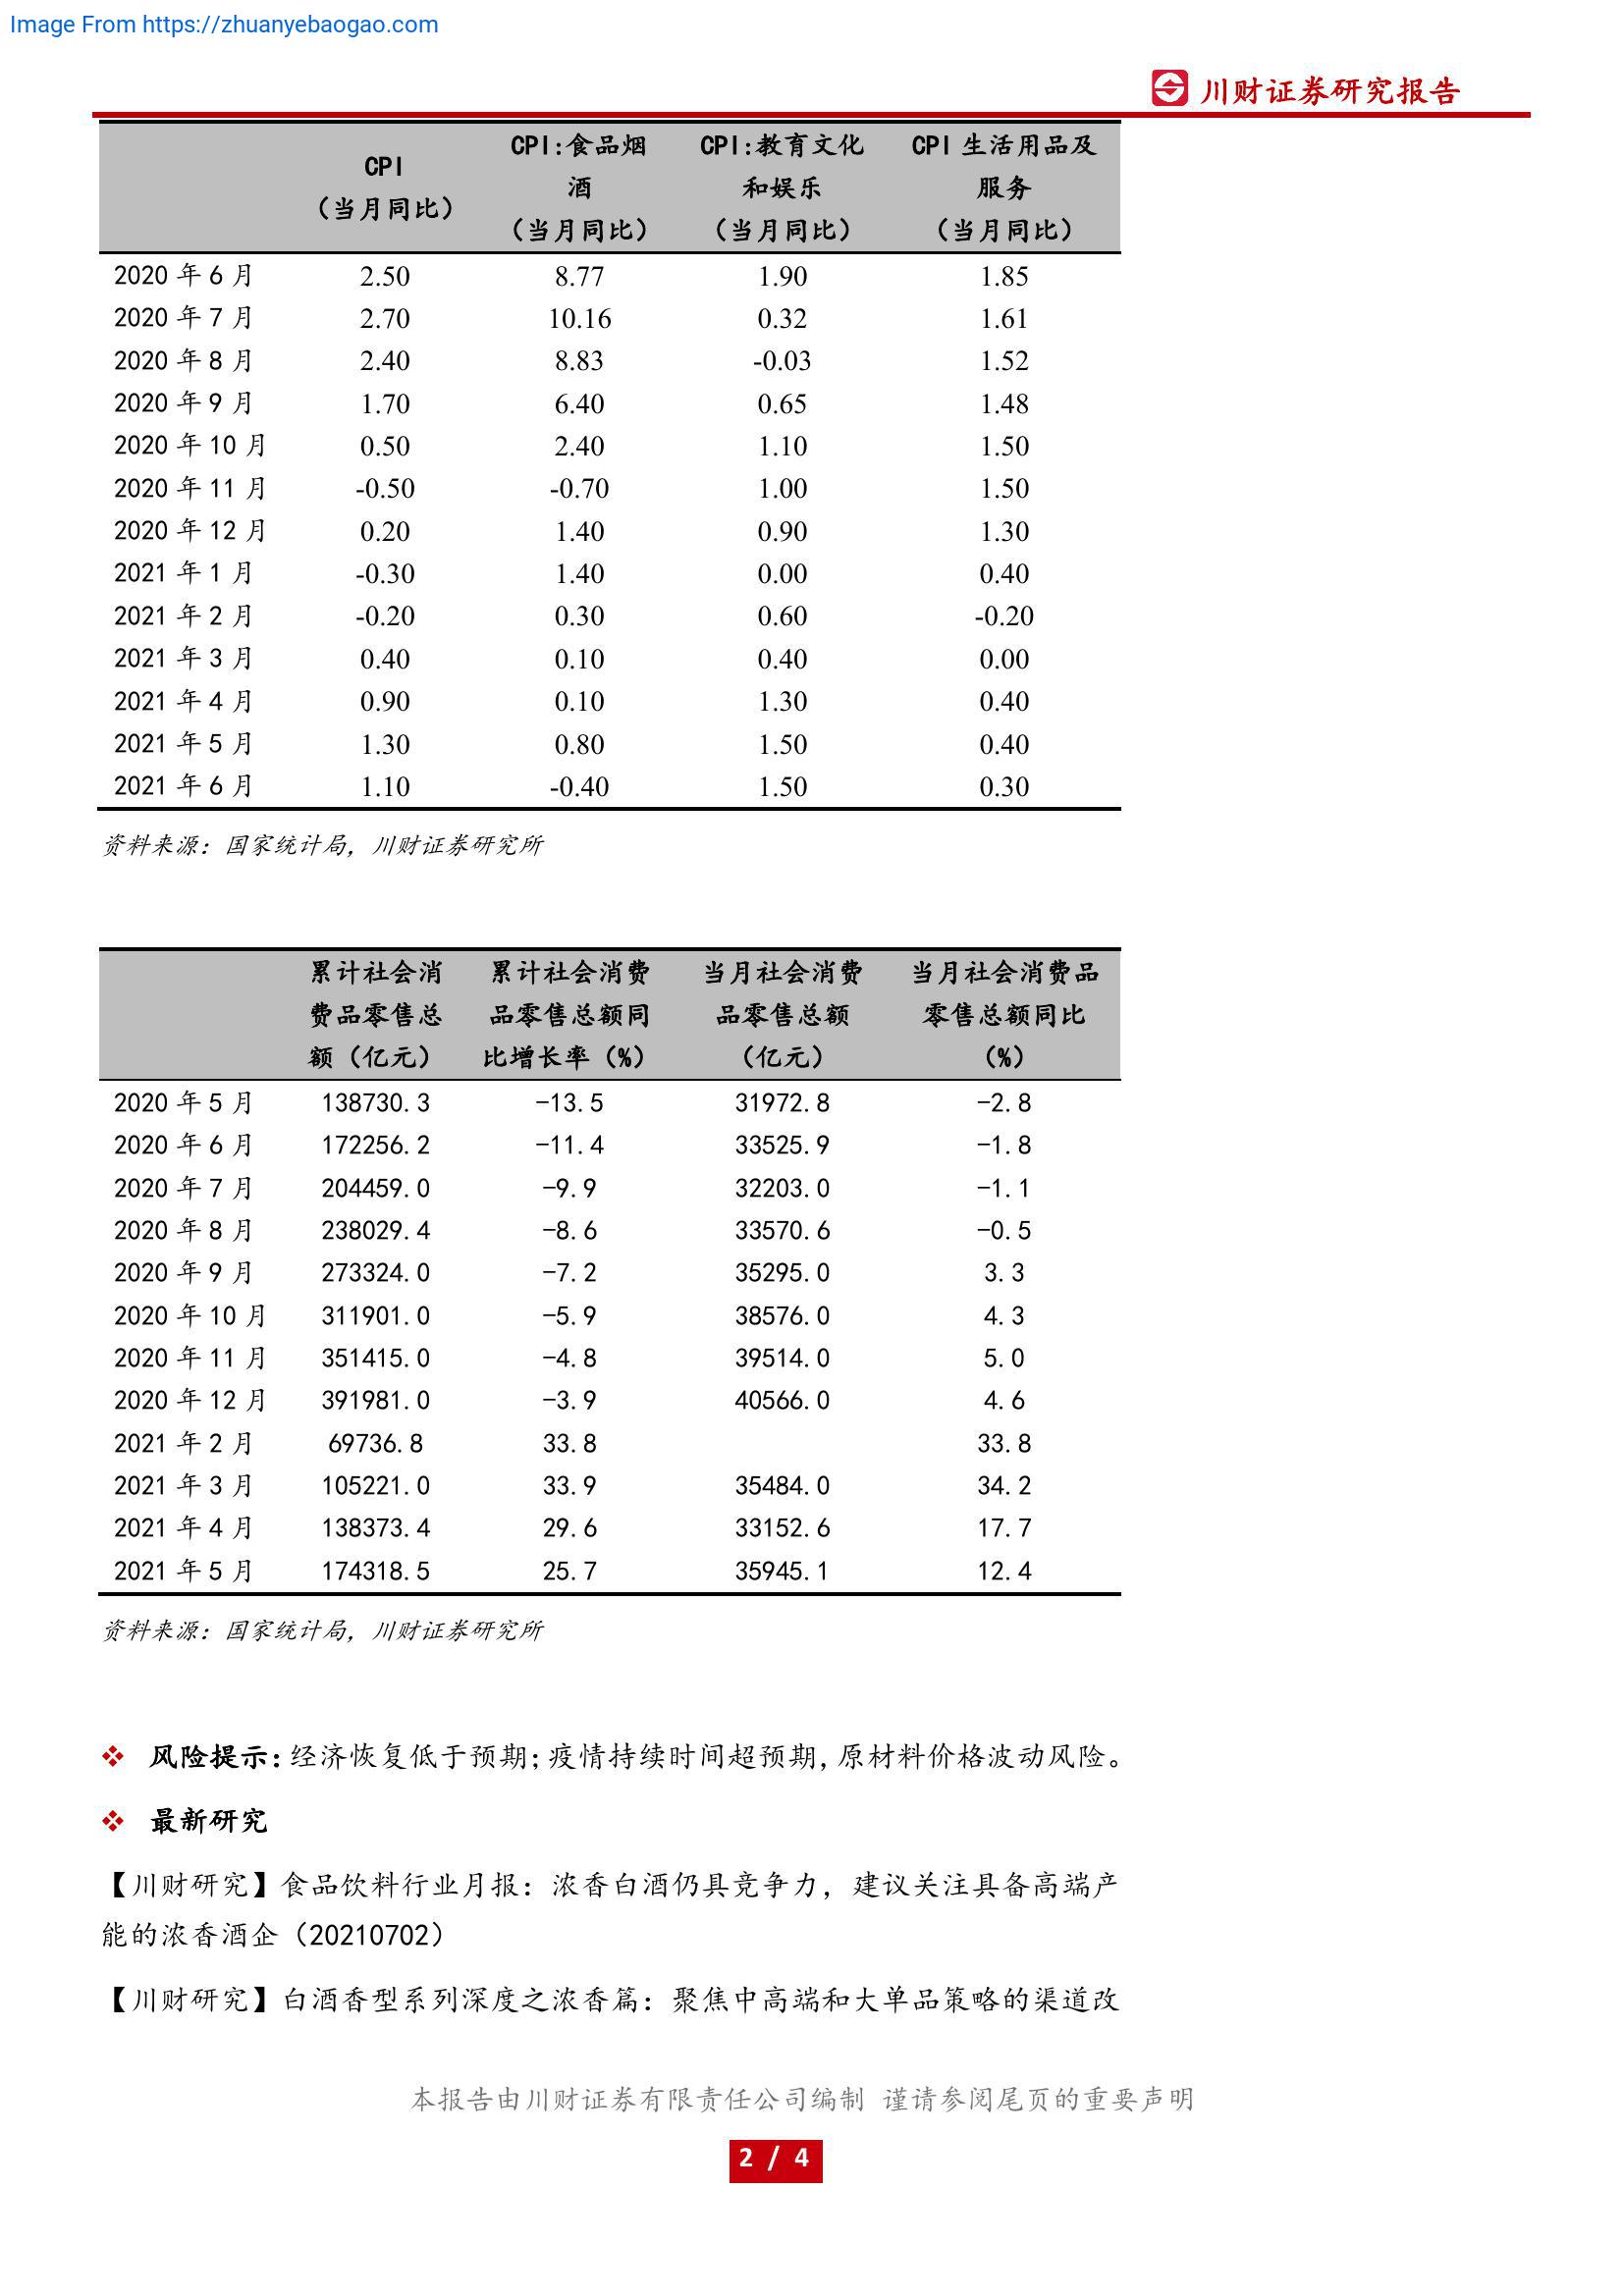 Image From https://zhuanyebaogao.com
川财证券研究报告
CPI（当月同比） CPI:食品烟酒（当月同比） CPI:教育文化和娱乐（当月同比） CPI 生活用品及服务（当月同比）
2020 年 6 月 2.50 8.77 1.90 1.85
2020 年 7 月 2.70 10.16 0.32 1.61
2020 年 8 月 2.40 8.83 -0.03 1.52
2020 年 9 月 1.70 6.40 0.65 1.48
2020 年 10 月 0.50 2.40 1.10 1.50
2020 年 11 月 -0.50 -0.70 1.00 1.50
2020 年 12 月 0.20 1.40 0.90 1.30
2021 年 1 月 -0.30 1.40 0.00 0.40
2021 年 2 月 -0.20 0.30 0.60 -0.20
2021 年 3 月 0.40 0.10 0.40 0.00
2021 年 4 月 0.90 0.10 1.30 0.40
2021 年 5 月 1.30 0.80 1.50 0.40
2021 年 6 月 1.10 -0.40 1.50 0.30
资料来源：国家统计局，川财证券研究所
累计社会消费品零售总额（亿元） 累计社会消费品零售总额同比增长率（%） 当月社会消费品零售总额（亿元） 当月社会消费品零售总额同比（%）
2020 年 5 月 138730.3 -13.5 31972.8 -2.8
2020 年 6 月 172256.2 -11.4 33525.9 -1.8
2020 年 7 月 204459.0 -9.9 32203.0 -1.1
2020 年 8 月 238029.4 -8.6 33570.6 -0.5
2020 年 9 月 273324.0 -7.2 35295.0 3.3
2020 年 10 月 311901.0 -5.9 38576.0 4.3
2020 年 11 月 351415.0 -4.8 39514.0 5.0
2020 年 12 月 391981.0 -3.9 40566.0 4.6
2021 年 2 月 69736.8 33.8 33.8
2021 年 3 月 105221.0 33.9 35484.0 34.2
2021 年 4 月 138373.4 29.6 33152.6 17.7
2021 年 5 月 174318.5 25.7 35945.1 12.4
资料来源：国家统计局，川财证券研究所
❖ 风险提示：经济恢复低于预期；疫情持续时间超预期，原材料价格波动风险。
❖ 最新研究
【川财研究】食品饮料行业月报：浓香白酒仍具竞争力，建议关注具备高端产
能的浓香酒企（20210702）
【川财研究】白酒香型系列深度之浓香篇：聚焦中高端和大单品策略的渠道改
本报告由川财证券有限责任公司编制 谨请参阅尾页的重要声明
2 / 4